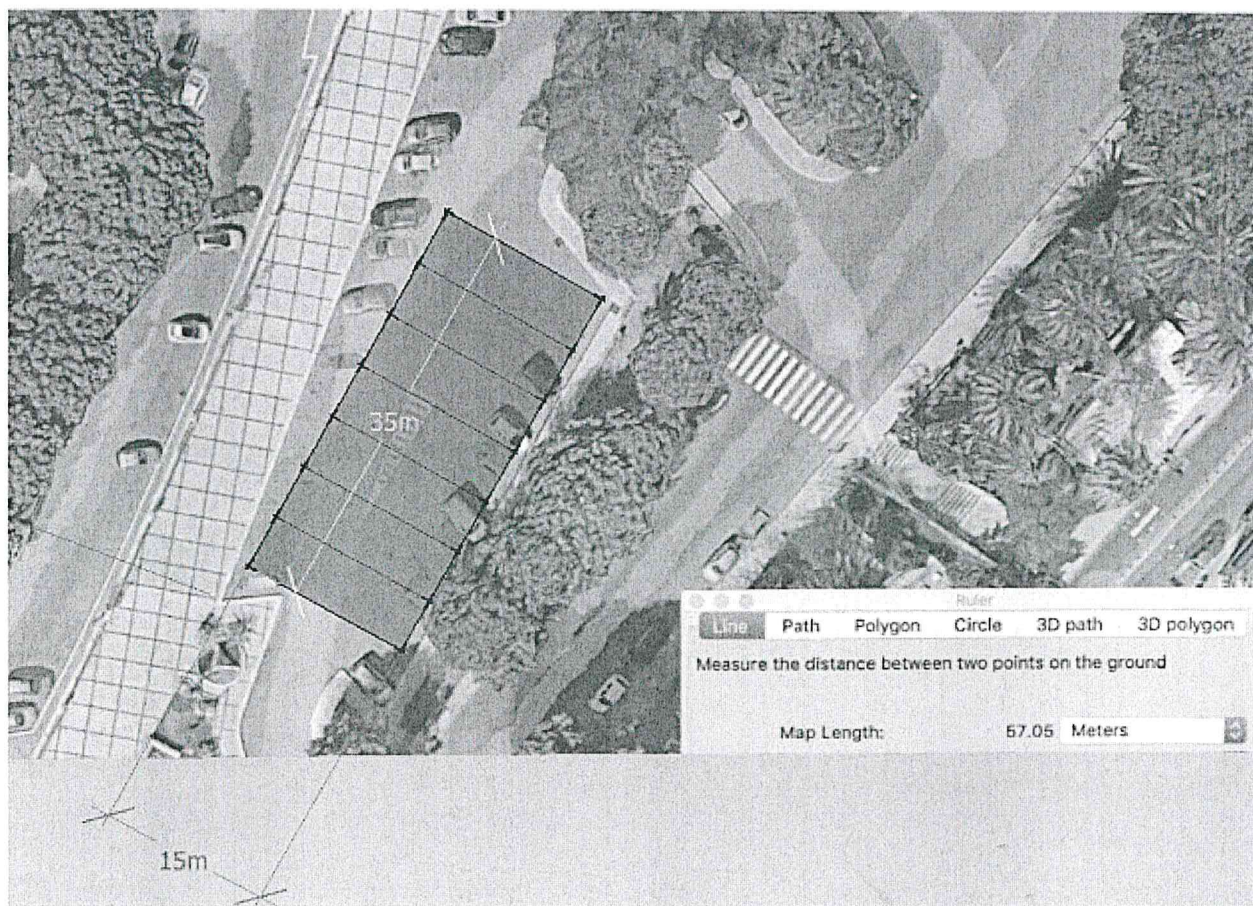 35m
Ruler
Line Path Polygon Circle 3D path 3D polygon
Measure the distance between two points on the ground
Map Length: 57.05 Meters
15m